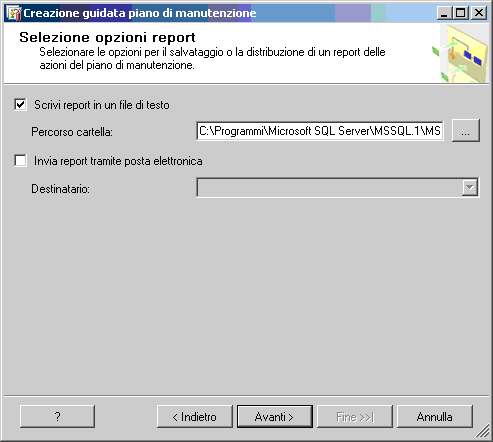 Creazione guidata piano di manutenzione
Selezione opzioni report
Selezionare le opzioni per il salvataggio o la distribuzione di un report delle
azioni del piano di manutenzione.
Scrivi report in un file di testo
Percorso cartella:
C:\Programmi\Microsoft SQL Server\MSSQL.1\MS
...
Invia report tramite posta elettronica
Destinatario:
?
< Indietro
Avanti >
Fine >>|
Annulla